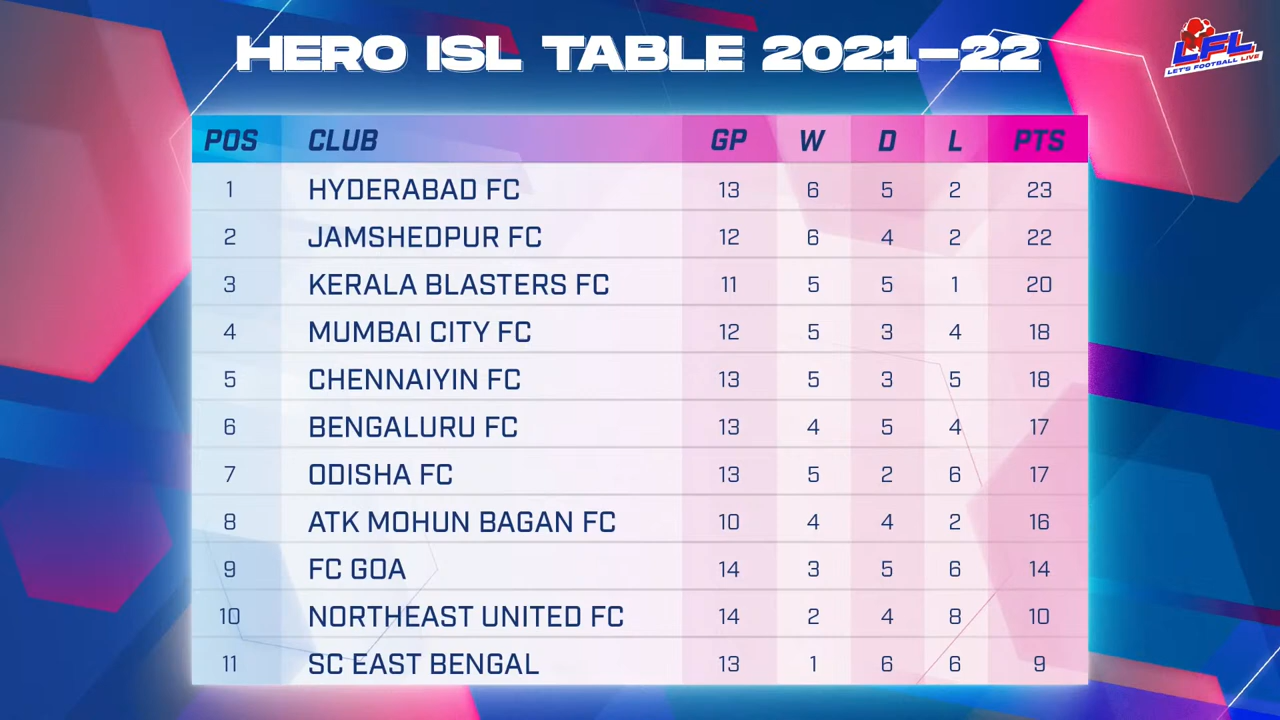 HERO ISL TABLE 2021-22
LFL
LET'S FOOTBALL LIVE
POS CLUB GP W D L PTS
1 HYDERABAD FC 13 6 5 2 23
2 JAMSHEDPUR FC 12 6 4 2 22
3 KERALA BLASTERS FC 11 5 5 1 20
4 MUMBAI CITY FC 12 5 3 4 18
5 CHENNAIYIN FC 13 5 3 5 18
6 BENGALURU FC 13 4 5 4 17
7 ODISHA FC 13 5 2 6 17
8 ATK MOHUN BAGAN FC 10 4 4 2 16
9 FC GOA 14 3 5 6 14
10 NORTHEAST UNITED FC 14 2 4 8 10
11 SC EAST BENGAL 13 1 6 6 9